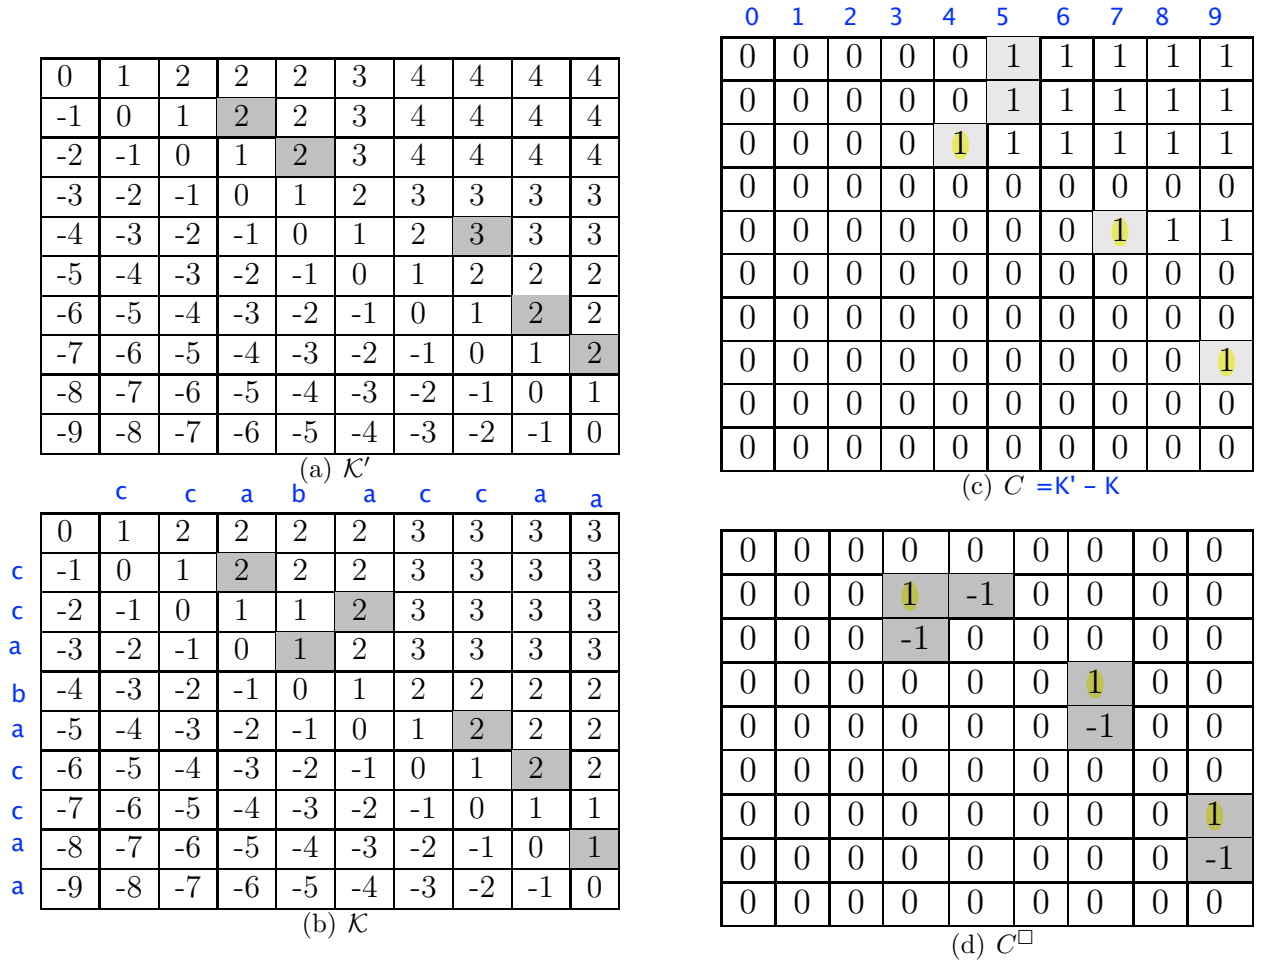 0 1 2 2 2 3 4 4 4 4
-1 0 1 2 2 3 4 4 4 4
-2 -1 0 1 2 3 4 4 4 4
-3 -2 -1 0 1 2 3 3 3 3
-4 -3 -2 -1 0 1 2 3 3 3
-5 -4 -3 -2 -1 0 1 2 2 2
-6 -5 -4 -3 -2 -1 0 1 2 2
-7 -6 -5 -4 -3 -2 -1 0 1 2
-8 -7 -6 -5 -4 -3 -2 -1 0 1
-9 -8 -7 -6 -5 -4 -3 -2 -1 0
(a) 𝒦′
c c a b a c c a a
0 1 2 2 2 2 3 3 3 3
c -1 0 1 2 2 2 3 3 3 3
c -2 -1 0 1 1 2 3 3 3 3
a -3 -2 -1 0 1 2 3 3 3 3
b -4 -3 -2 -1 0 1 2 2 2 2
a -5 -4 -3 -2 -1 0 1 2 2 2
c -6 -5 -4 -3 -2 -1 0 1 2 2
c -7 -6 -5 -4 -3 -2 -1 0 1 1
a -8 -7 -6 -5 -4 -3 -2 -1 0 1
a -9 -8 -7 -6 -5 -4 -3 -2 -1 0
(b) 𝒦
0 1 2 3 4 5 6 7 8 9
0 0 0 0 0 1 1 1 1 1
0 0 0 0 0 1 1 1 1 1
0 0 0 0 1 1 1 1 1 1
0 0 0 0 0 0 0 0 0 0
0 0 0 0 0 0 0 1 1 1
0 0 0 0 0 0 0 0 0 0
0 0 0 0 0 0 0 0 0 0
0 0 0 0 0 0 0 0 0 1
0 0 0 0 0 0 0 0 0 0
0 0 0 0 0 0 0 0 0 0
(c) C =K' – K
0 0 0 0 0 0 0 0 0
0 0 0 1 -1 0 0 0 0
0 0 0 -1 0 0 0 0 0
0 0 0 0 0 0 1 0 0
0 0 0 0 0 0 -1 0 0
0 0 0 0 0 0 0 0 0
0 0 0 0 0 0 0 0 1
0 0 0 0 0 0 0 0 -1
0 0 0 0 0 0 0 0 0
(d) C□